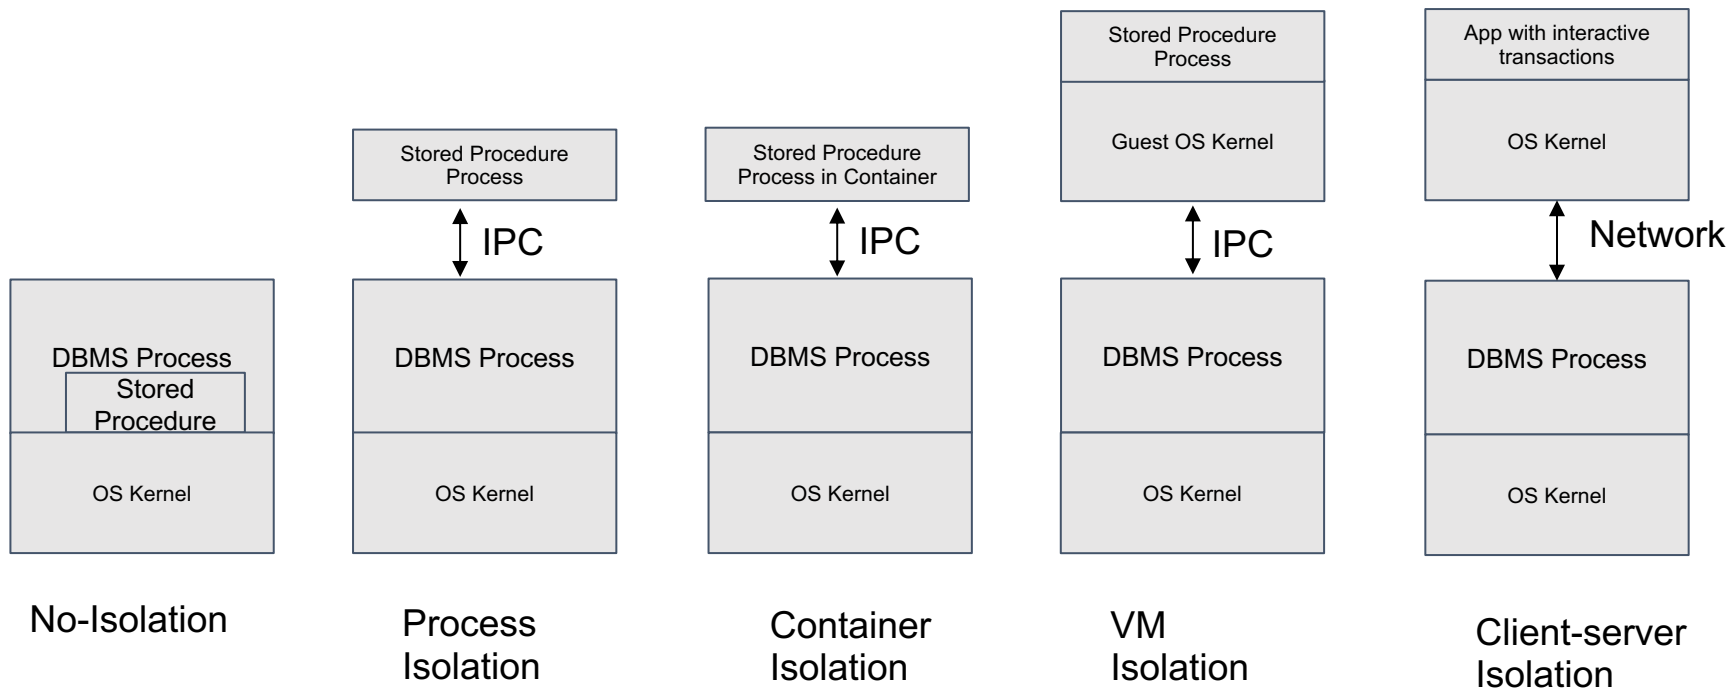 DBMS Process
Stored
Procedure
OS Kernel
No-Isolation
Stored Procedure
Process
IPC
DBMS Process
OS Kernel
Process
Isolation
Stored Procedure
Process in Container
IPC
DBMS Process
OS Kernel
Container
Isolation
Stored Procedure
Process
Guest OS Kernel
IPC
DBMS Process
OS Kernel
VM
Isolation
App with interactive
transactions
OS Kernel
Network
DBMS Process
OS Kernel
Client-server
Isolation